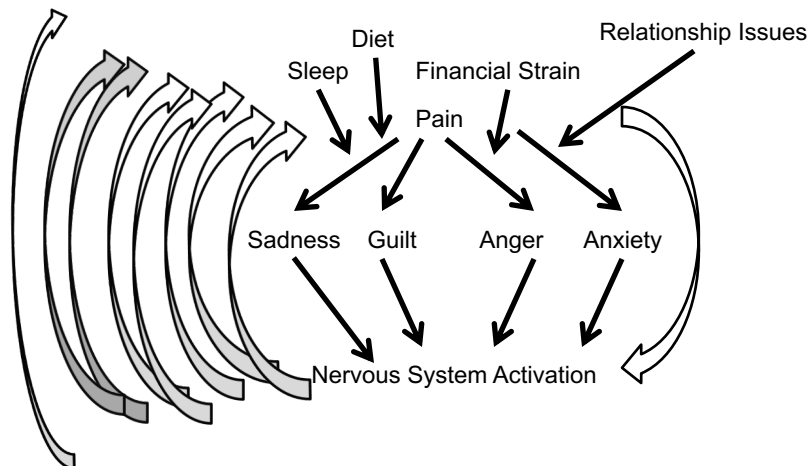 Relationship Issues
Diet
Sleep
Financial Strain
Pain
Sadness
Guilt
Anger
Anxiety
Nervous System Activation